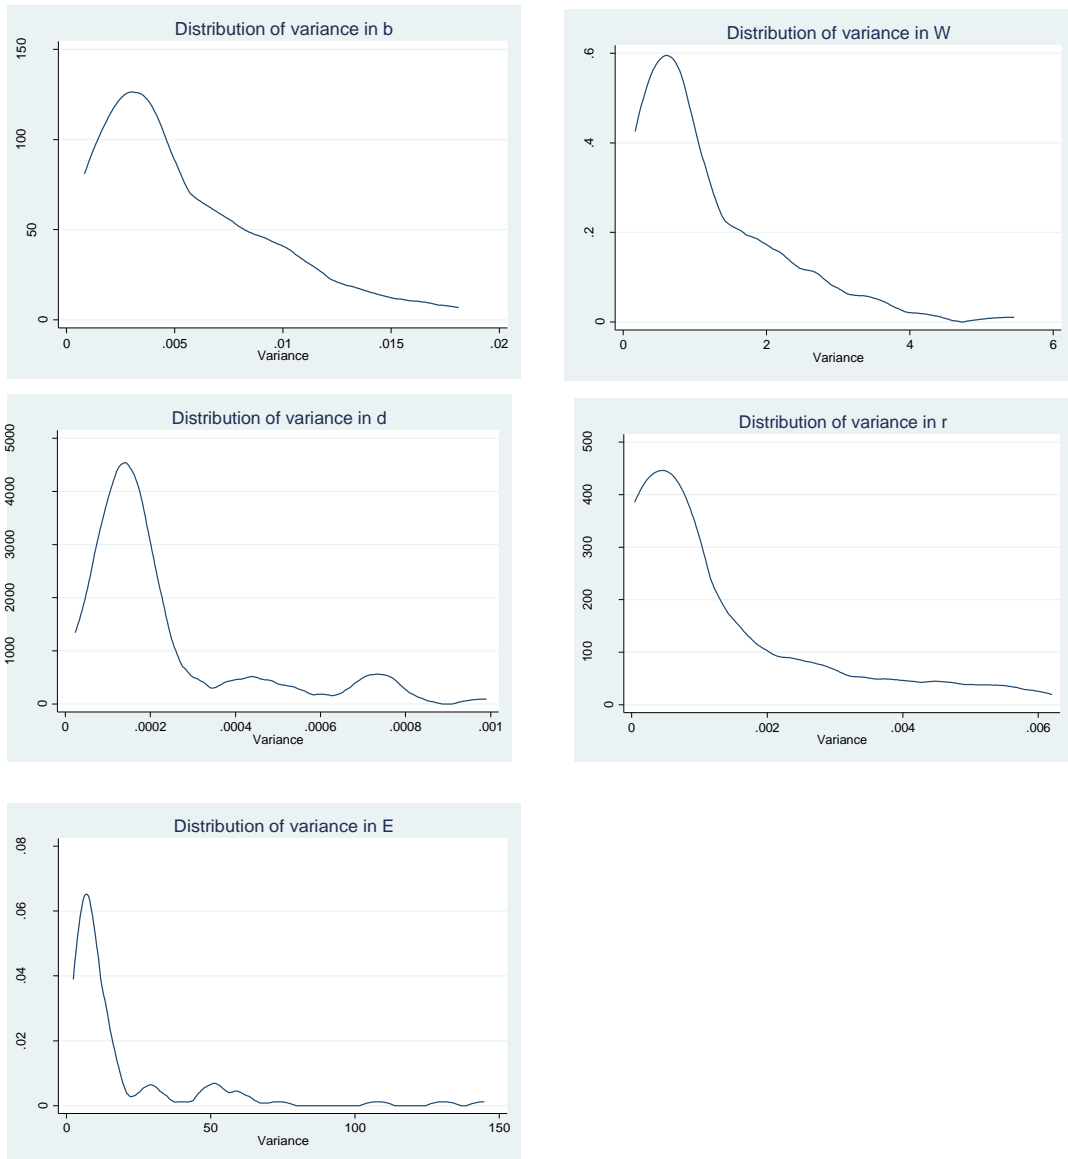 Distribution of variance in b
150
100
50
0
0 .005 .01 .015 .02
Variance
Distribution of variance in W
.6
.4
.2
0
0 2 4 6
Variance
Distribution of variance in d
5000
4000
3000
2000
1000
0
0 .0002 .0004 .0006 .0008 .001
Variance
Distribution of variance in r
500
400
300
200
100
0
0 .002 .004 .006
Variance
Distribution of variance in E
.08
.06
.04
.02
0
0 50 100 150
Variance